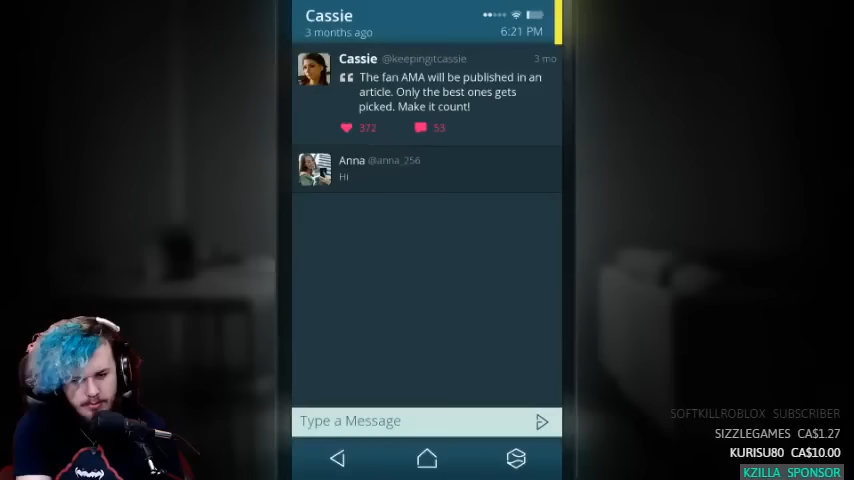 Cassie
3 months ago
6:21 PM
Cassie @keepingitcassie 3 mo
The fan AMA will be published in an
article. Only the best ones gets
picked. Make it count!
372 53
Anna @anna_256
Hi
Type a Message
SOFTKILLROBLOX SUBSCRIBER
SIZZLEGAMES CA$1.27
KURISU80 CA$10.00
KZILLA SPONSOR